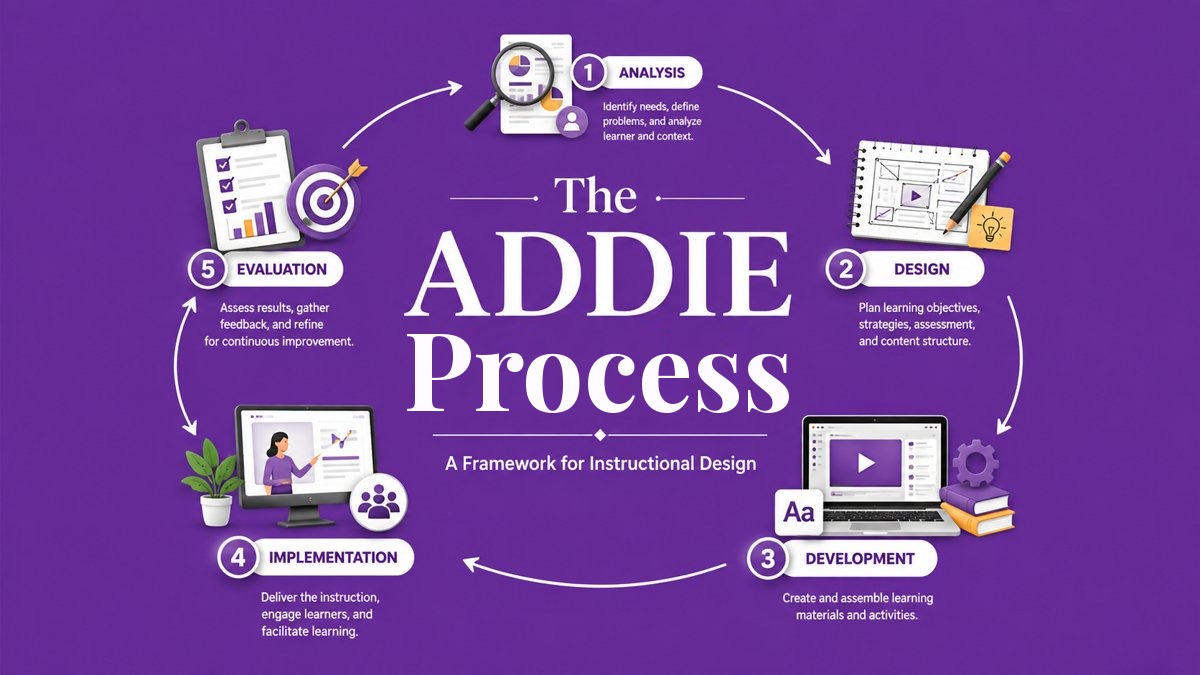 The
ADDIE
Process
A Framework for Instructional Design
1 ANALYSIS
Identify needs, define
problems, and analyze
learner and context.
2 DESIGN
Plan learning objectives,
strategies, assessment,
and content structure.
Aa
3 DEVELOPMENT
Create and assemble learning
materials and activities.
4 IMPLEMENTATION
Deliver the instruction,
engage learners, and
facilitate learning.
5 EVALUATION
Assess results, gather
feedback, and refine
for continuous improvement.